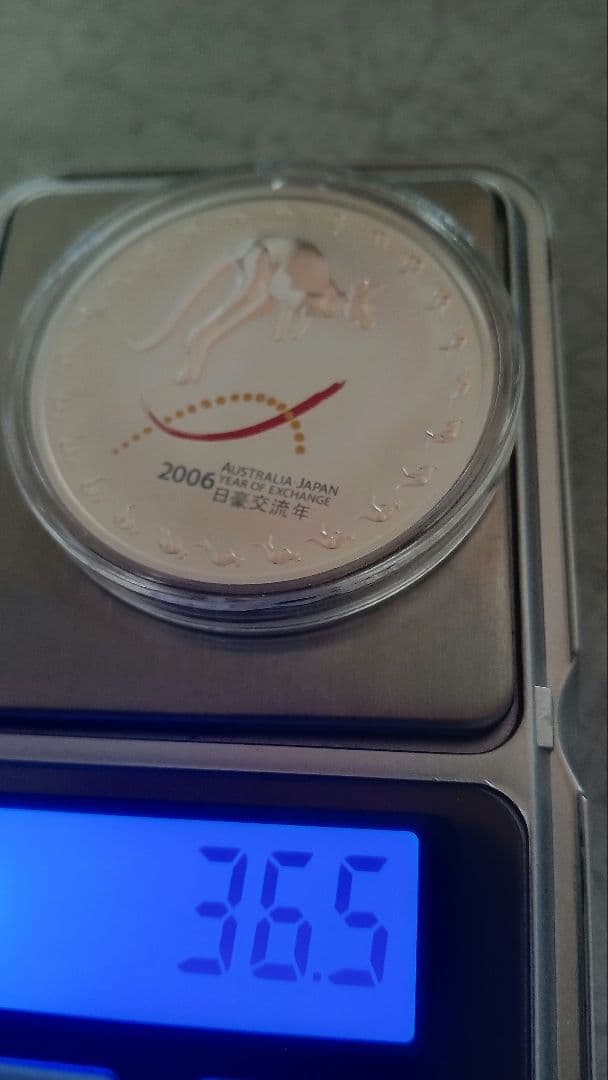 2006 AUSTRALIA-JAPAN
YEAR OF EXCHANGE
日豪交流年
36.5